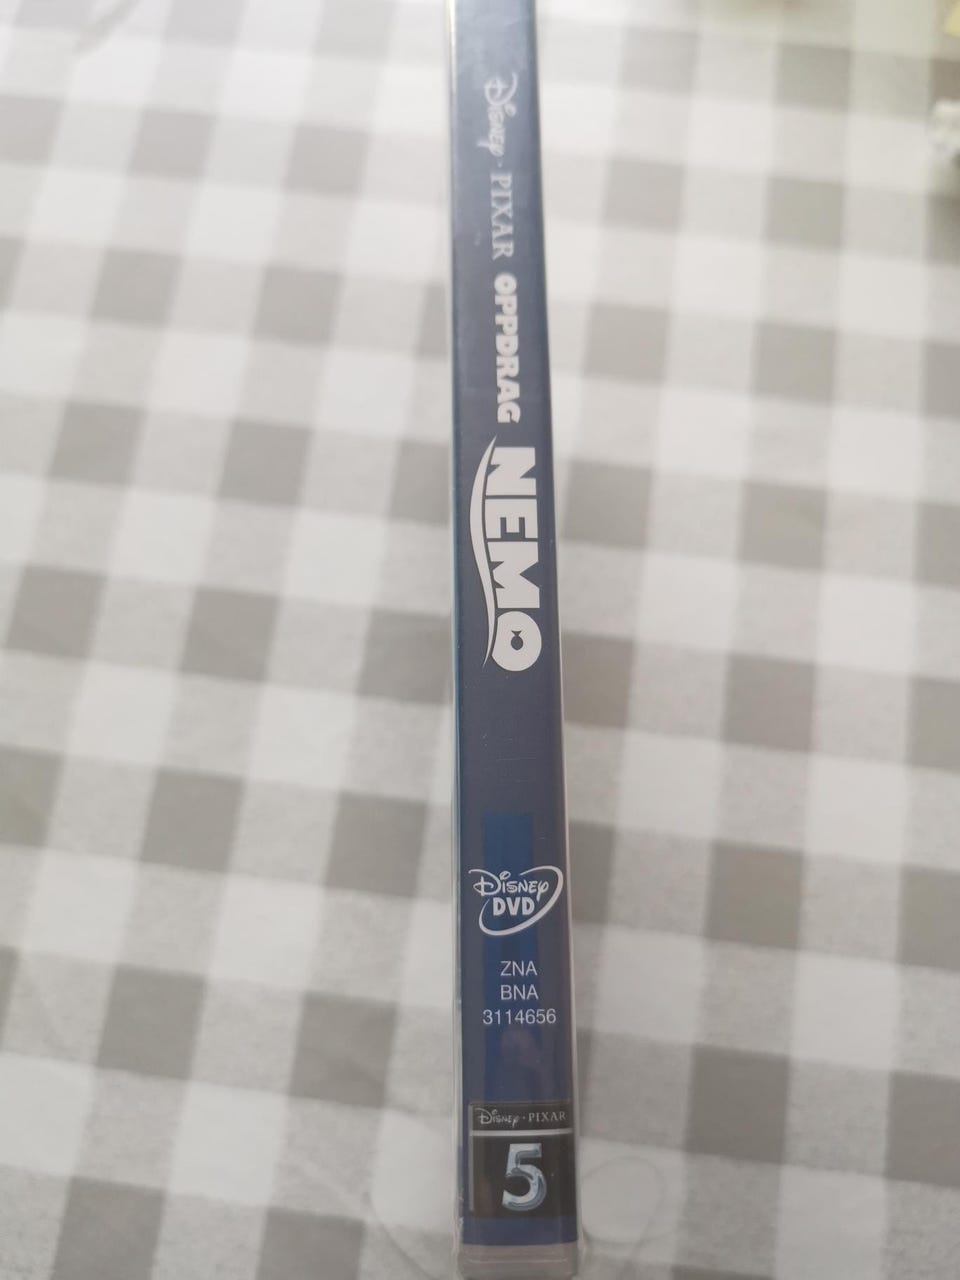 Disney · PIXAR OPPDRAG NEMO
Disney
DVD
ZNA
BNA
3114656
Disney · PIXAR
5